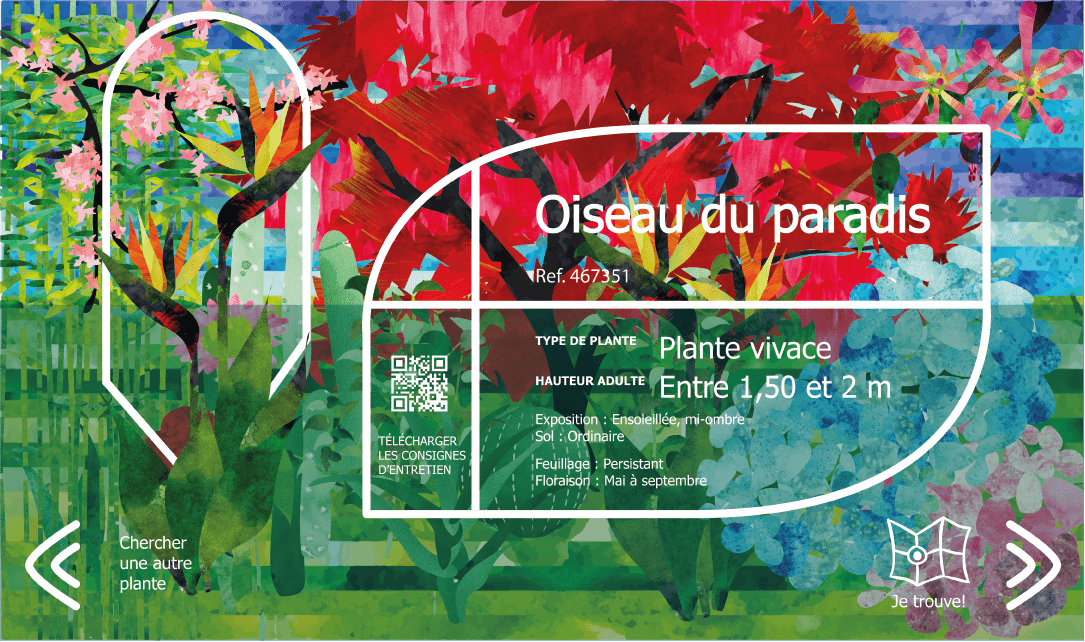 Oiseau du paradis
Ref. 467351
TYPE DE PLANTE Plante vivace
HAUTEUR ADULTE Entre 1,50 et 2 m
Exposition : Ensoleillée, mi-ombre
Sol : Ordinaire
Feuillage : Persistant
Floraison : Mai à septembre
TÉLÉCHARGER
LES CONSIGNES
D’ENTRETIEN
Chercher
une autre
plante
Je trouve!